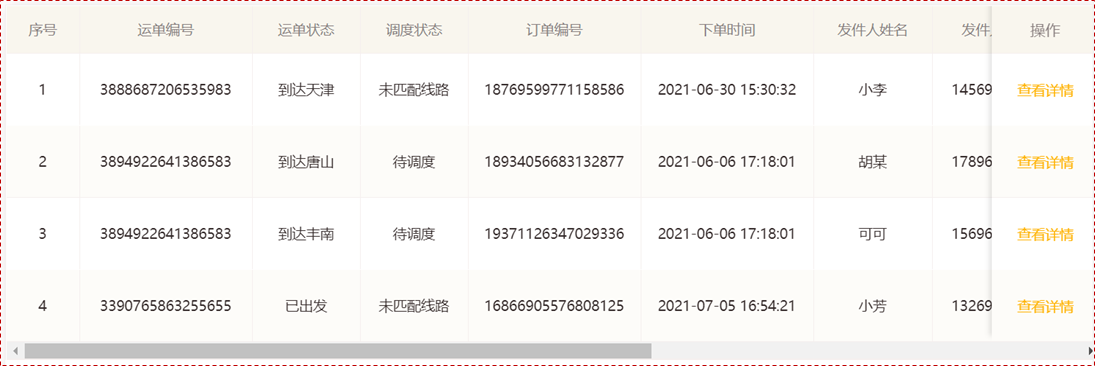 序号 运单编号 运单状态 调度状态 订单编号 下单时间 发件人姓名 发件 操作
1 3888687206535983 到达天津 未匹配线路 18769599771158586 2021-06-30 15:30:32 小李 14569 查看详情
2 3894922641386583 到达唐山 待调度 18934056683132877 2021-06-06 17:18:01 胡某 17896 查看详情
3 3894922641386583 到达丰南 待调度 19371126347029336 2021-06-06 17:18:01 可可 15696 查看详情
4 3390765863255655 已出发 未匹配线路 16866905576808125 2021-07-05 16:54:21 小芳 13269 查看详情